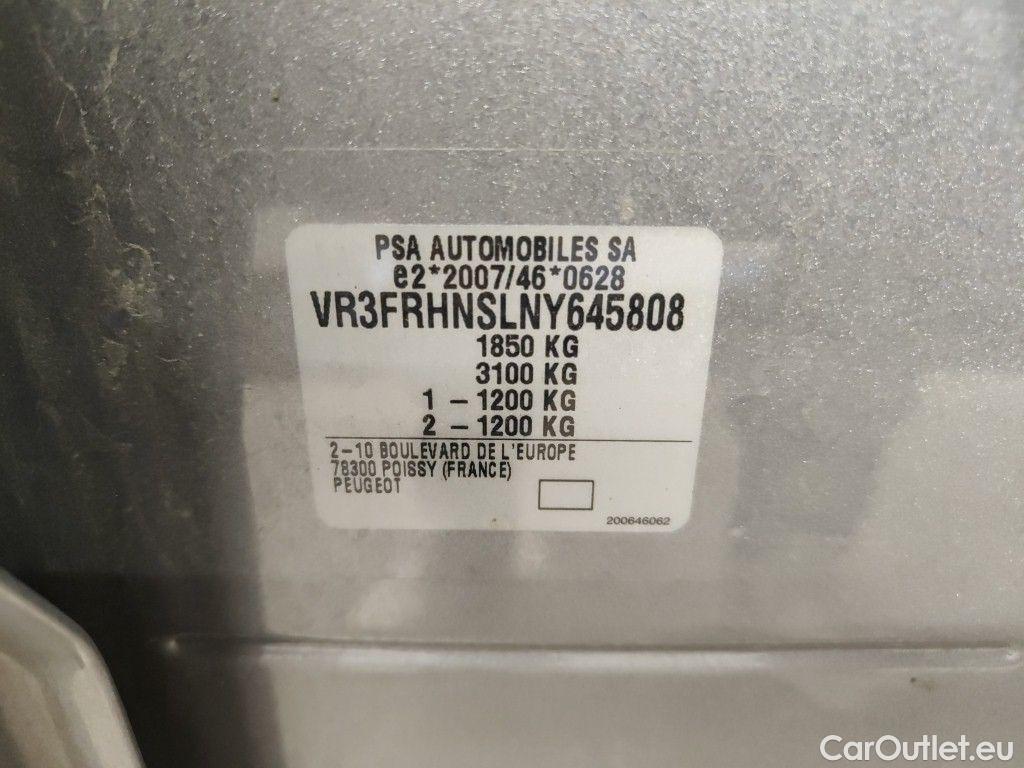 PSA AUTOMOBILES SA
e2*2007/46*0628
VR3FRHNSLNY645808
1850 KG
3100 KG
1 – 1200 KG
2 – 1200 KG
2–10 BOULEVARD DE L'EUROPE
78300 POISSY (FRANCE)
PEUGEOT
200646062
CarOutlet.eu